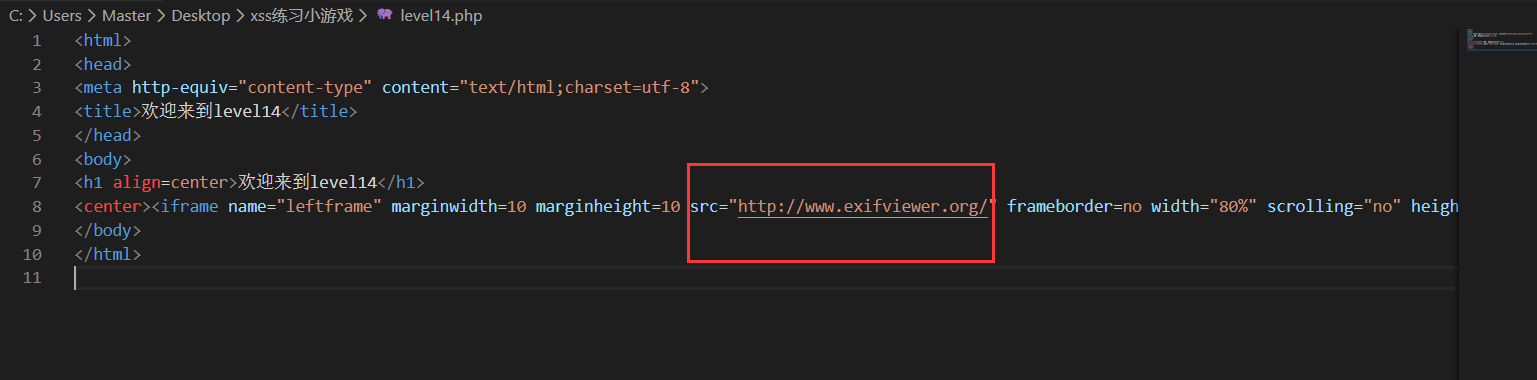 C: > Users > Master > Desktop > xss练习小游戏 > level14.php
1 <html>
2 <head>
3 <meta http-equiv="content-type" content="text/html;charset=utf-8">
4 <title>欢迎来到level14</title>
5 </head>
6 <body>
7 <h1 align=center>欢迎来到level14</h1>
8 <center><iframe name="leftframe" marginwidth=10 marginheight=10 src="http://www.exifviewer.org/" frameborder=no width="80%" scrolling="no" heigh
9 </body>
10 </html>
11